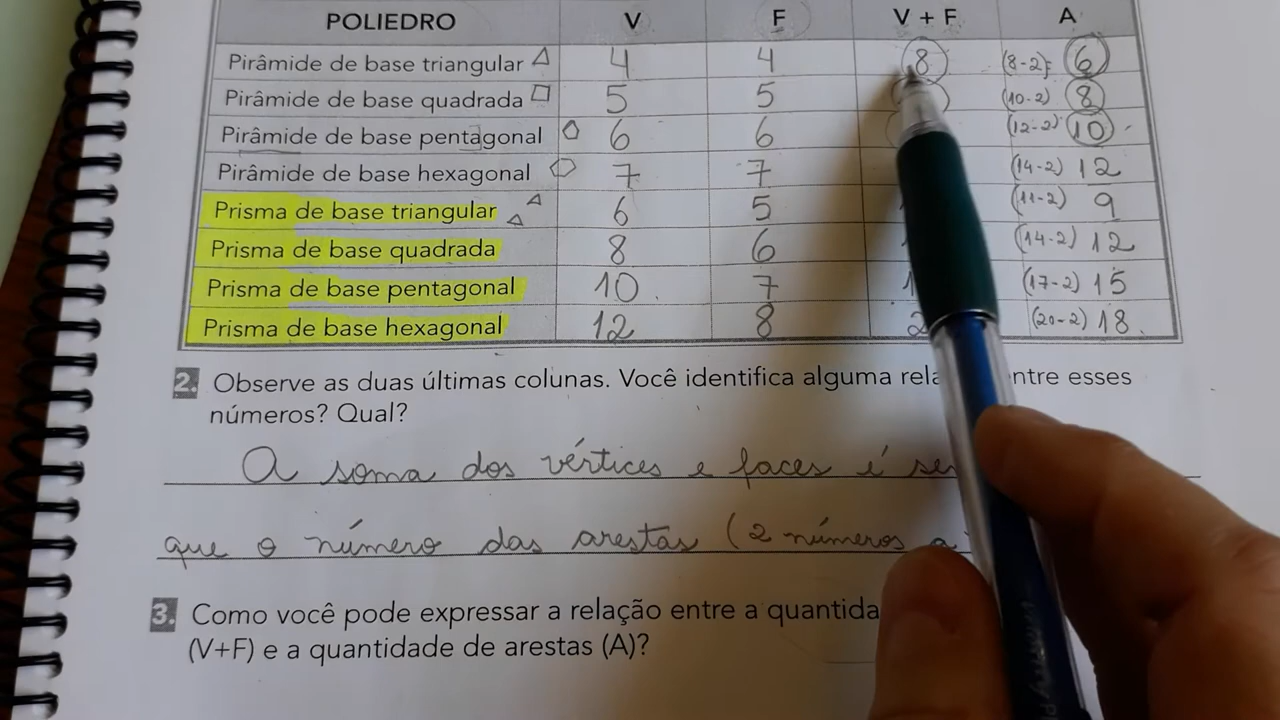 POLIEDRO V F V + F A
Pirâmide de base triangular 4 4 8 (8-2)= 6
Pirâmide de base quadrada 5 5 (10-2) 8
Pirâmide de base pentagonal 6 6 (12-2) 10
Pirâmide de base hexagonal 7 7 (14-2) 12
Prisma de base triangular 6 5 (11-2) 9
Prisma de base quadrada 8 6 (14-2) 12
Prisma de base pentagonal 10 7 (17-2) 15
Prisma de base hexagonal 12 8 (20-2) 18
2. Observe as duas últimas colunas. Você identifica alguma entre esses
números? Qual?
A soma dos vértices e faces é
que o número das arestas (2 números
3. Como você pode expressar a relação entre a
(V+F) e a quantidade de arestas (A)?